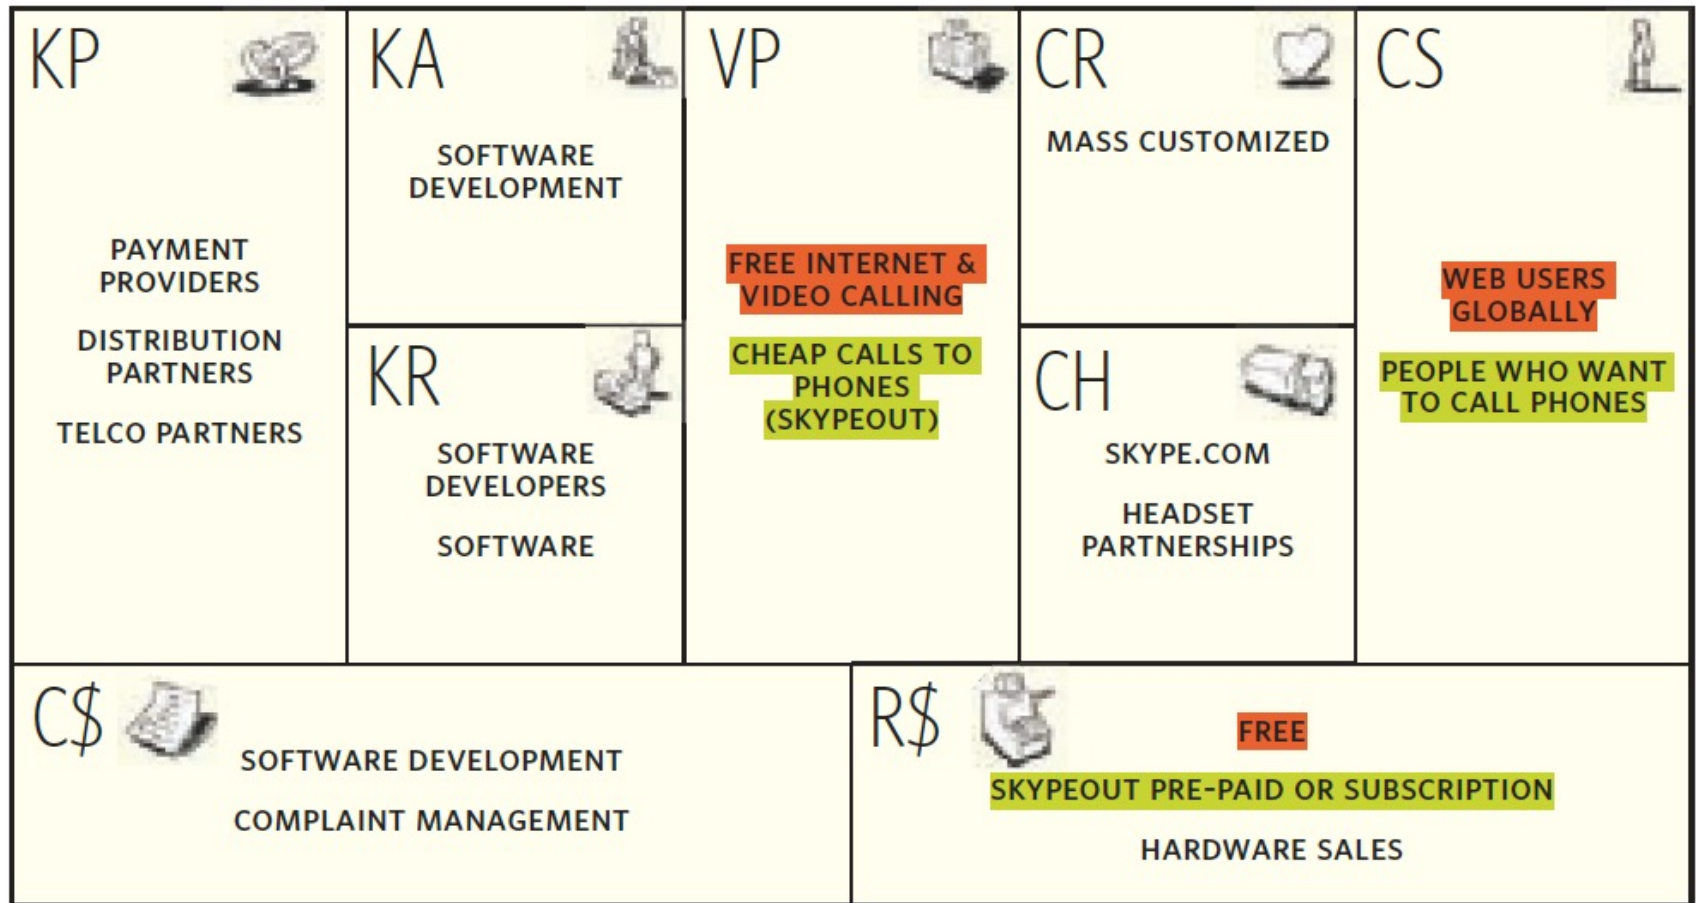 KP
PAYMENT
PROVIDERS
DISTRIBUTION
PARTNERS
TELCO PARTNERS
KA
SOFTWARE
DEVELOPMENT
KR
SOFTWARE
DEVELOPERS
SOFTWARE
VP
FREE INTERNET &
VIDEO CALLING
CHEAP CALLS TO
PHONES
(SKYPEOUT)
CR
MASS CUSTOMIZED
CH
SKYPE.COM
HEADSET
PARTNERSHIPS
CS
WEB USERS
GLOBALLY
PEOPLE WHO WANT
TO CALL PHONES
C$
SOFTWARE DEVELOPMENT
COMPLAINT MANAGEMENT
R$
FREE
SKYPEOUT PRE-PAID OR SUBSCRIPTION
HARDWARE SALES